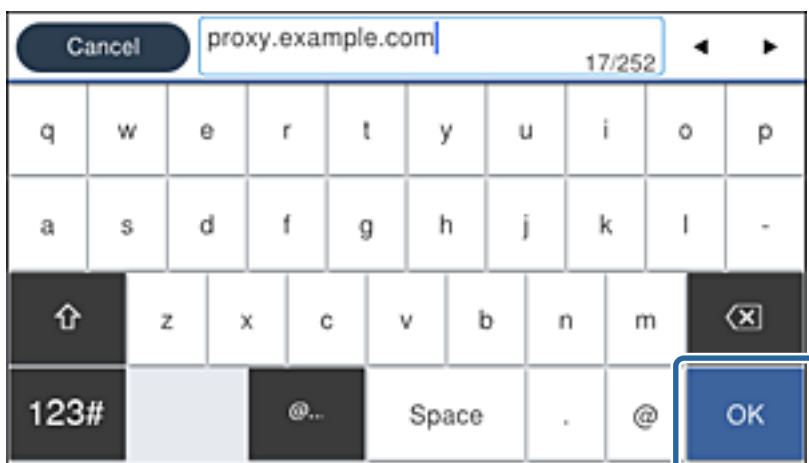 Cancel proxy.example.com
17/252
q w e r t y u i o p
a s d f g h j k l -
z x c v b n m
123# @... Space . @ OK